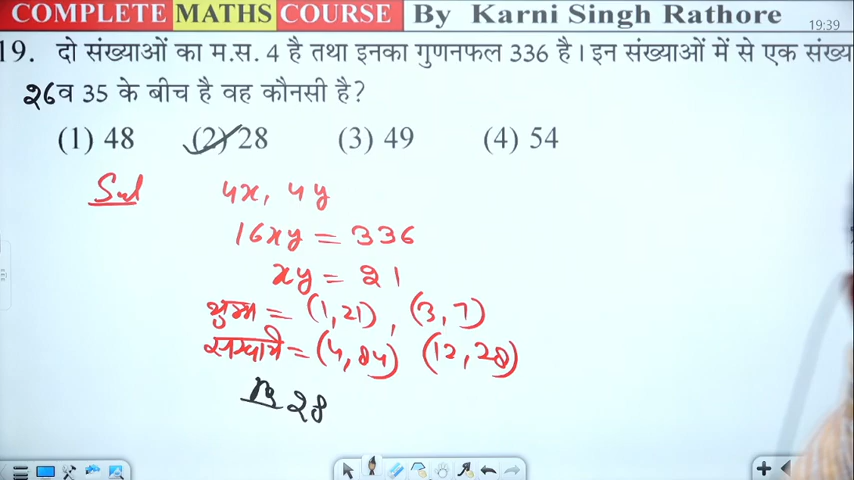 COMPLETE MATHS COURSE By Karni Singh Rathore
19:39
19. दो संख्याओं का म.स. 4 है तथा इनका गुणनफल 336 है। इन संख्याओं में से एक संख्य
26 व 35 के बीच है वह कौनसी है?
(1) 48 (2) 28 (3) 49 (4) 54
Sol 4x, 4y
16xy = 336
xy = 21
युग्म = (1,21), (3,7)
संख्याऐ = (4,84) (12,28)
28